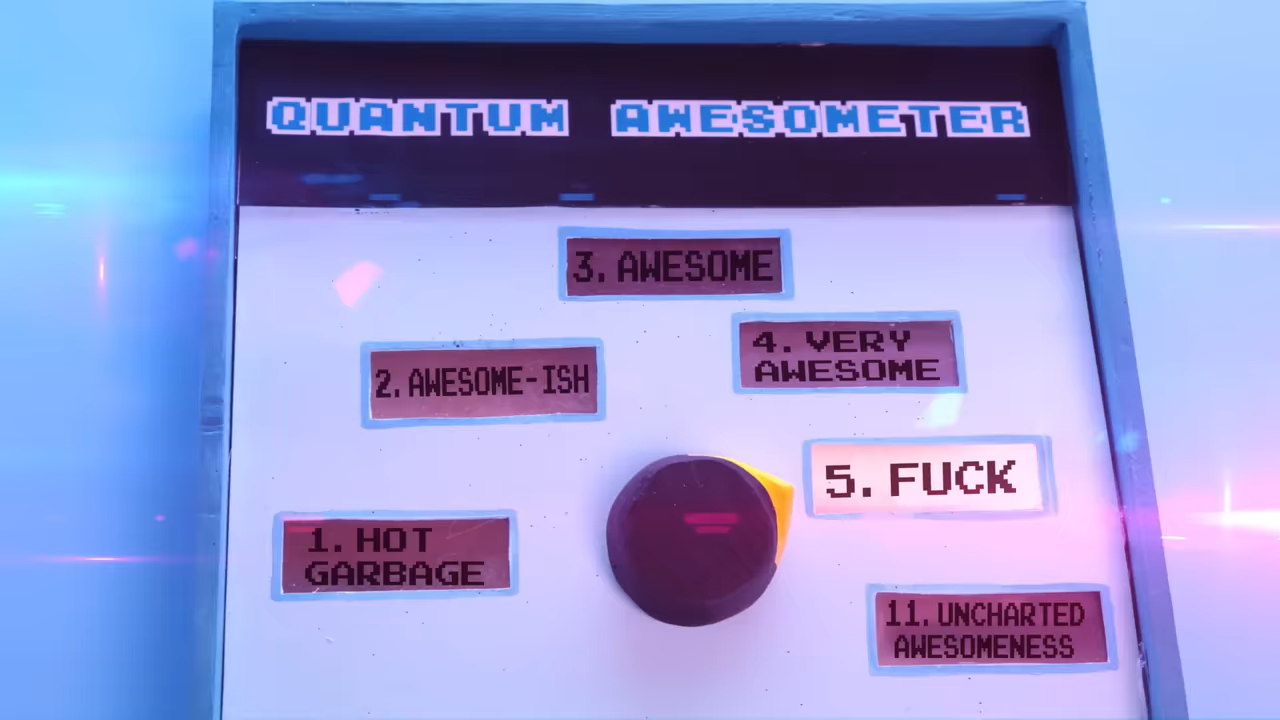 QUANTUM AWESOMETER
3. AWESOME
4. VERY
AWESOME
2. AWESOME-ISH
5. FUCK
1. HOT
GARBAGE
11. UNCHARTED
AWESOMENESS